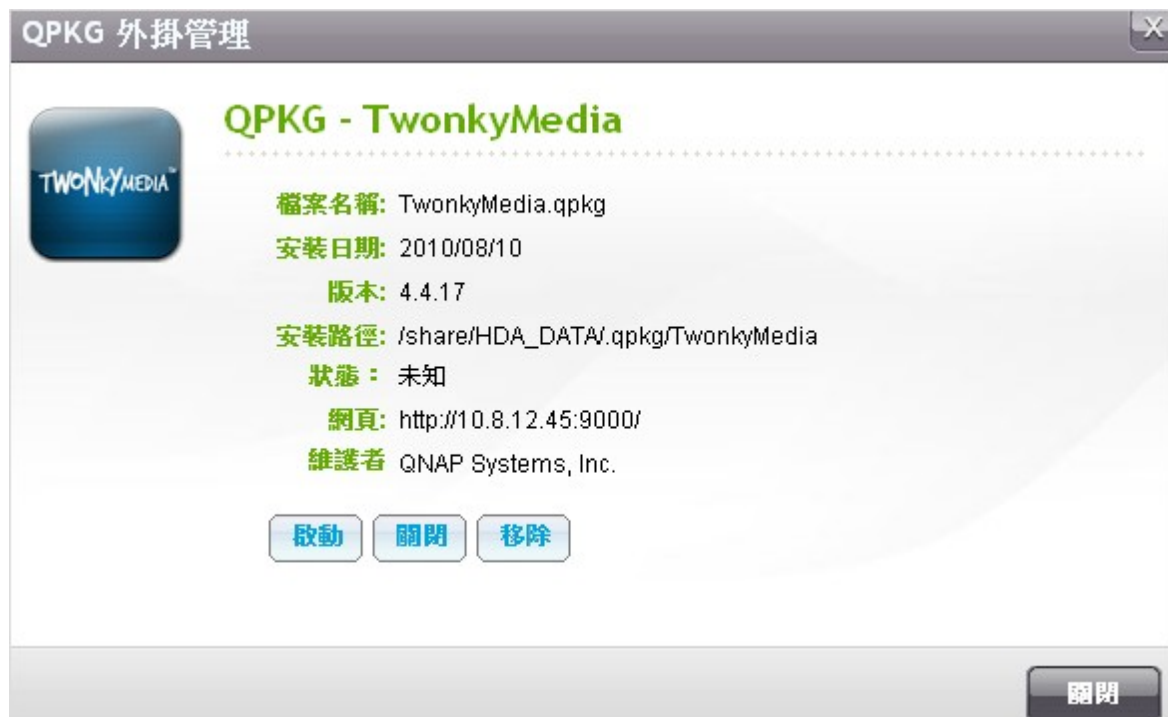 QPKG 外掛管理
X
QPKG - TwonkyMedia
TWONKYMEDIA™
檔案名稱: TwonkyMedia.qpkg
安裝日期: 2010/08/10
版本: 4.4.17
安裝路徑: /share/HDA_DATA/.qpkg/TwonkyMedia
狀態： 未知
網頁: http://10.8.12.45:9000/
維護者 QNAP Systems, Inc.
啟動 關閉 移除
關閉